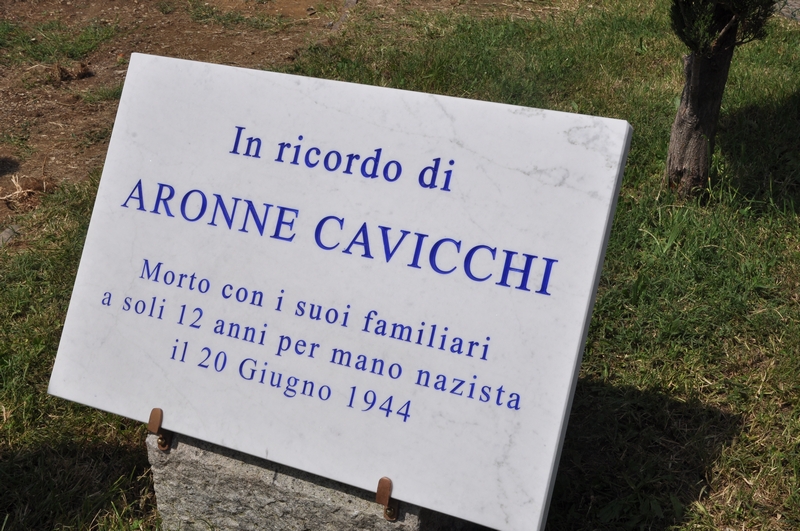 In ricordo di
ARONNE CAVICCHI
Morto con i suoi familiari
a soli 12 anni per mano nazista
il 20 Giugno 1944